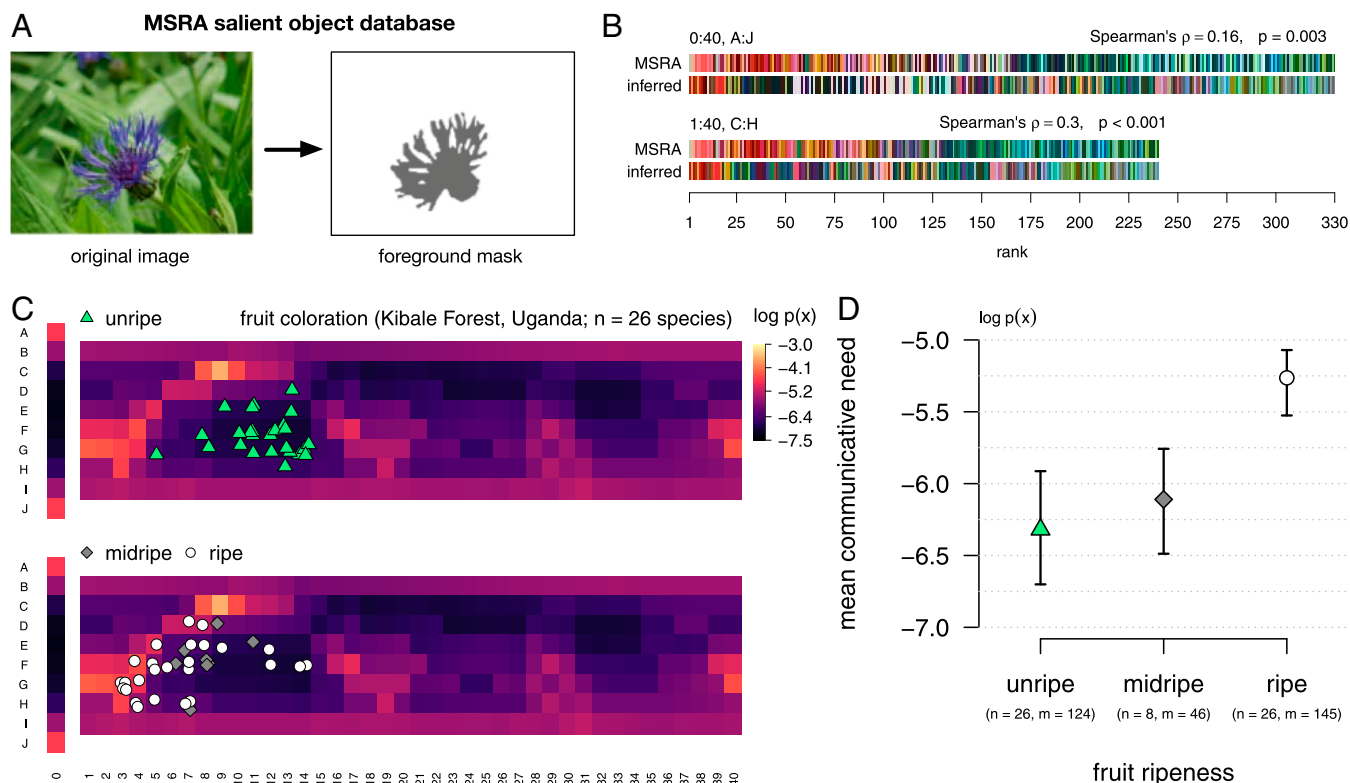 A
MSRA salient object database
original image
foreground mask
B
0:40, A:J
Spearman's ρ = 0.16, p = 0.003
MSRA
inferred
1:40, C:H
Spearman's ρ = 0.3, p < 0.001
MSRA
inferred
1 25 50 75 100 125 150 175 200 225 250 275 300 330
rank
C
unripe
fruit coloration (Kibale Forest, Uganda; n = 26 species)
log p(x)
−3.0
−4.1
−5.2
−6.4
−7.5
A
B
C
D
E
F
G
H
I
J
midripe
ripe
A
B
C
D
E
F
G
H
I
J
0 1 2 3 4 5 6 7 8 9 10 11 12 13 14 15 16 17 18 19 20 21 22 23 24 25 26 27 28 29 30 31 32 33 34 35 36 37 38 39 40
D
log p(x)
mean communicative need
−5.0
−5.5
−6.0
−6.5
−7.0
unripe midripe ripe
(n = 26, m = 124) (n = 8, m = 46) (n = 26, m = 145)
fruit ripeness